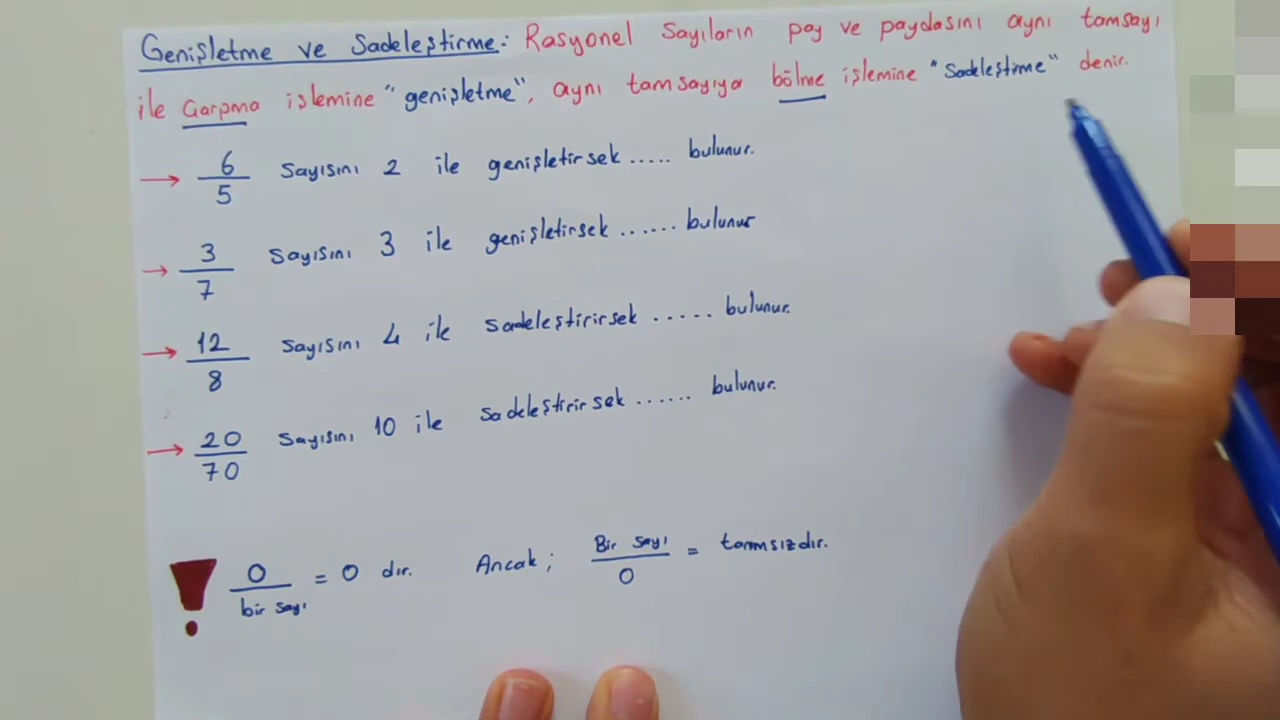 Genişletme ve Sadeleştirme: Rasyonel Sayıların pay ve paydasını aynı tamsayı
ile Çarpma işlemine "genişletme", aynı tamsayıya bölme işlemine "Sadeleştirme" denir.
→ 6/5 Sayısını 2 ile genişletirsek ..... bulunur.
→ 3/7 Sayısını 3 ile genişletirsek ...... bulunur
→ 12/8 Sayısını 4 ile sadeleştirirsek ..... bulunur.
→ 20/70 Sayısını 10 ile sadeleştirirsek ...... bulunur.
! 0/bir sayı = 0 dır. Ancak; Bir sayı/0 = tanımsızdır.